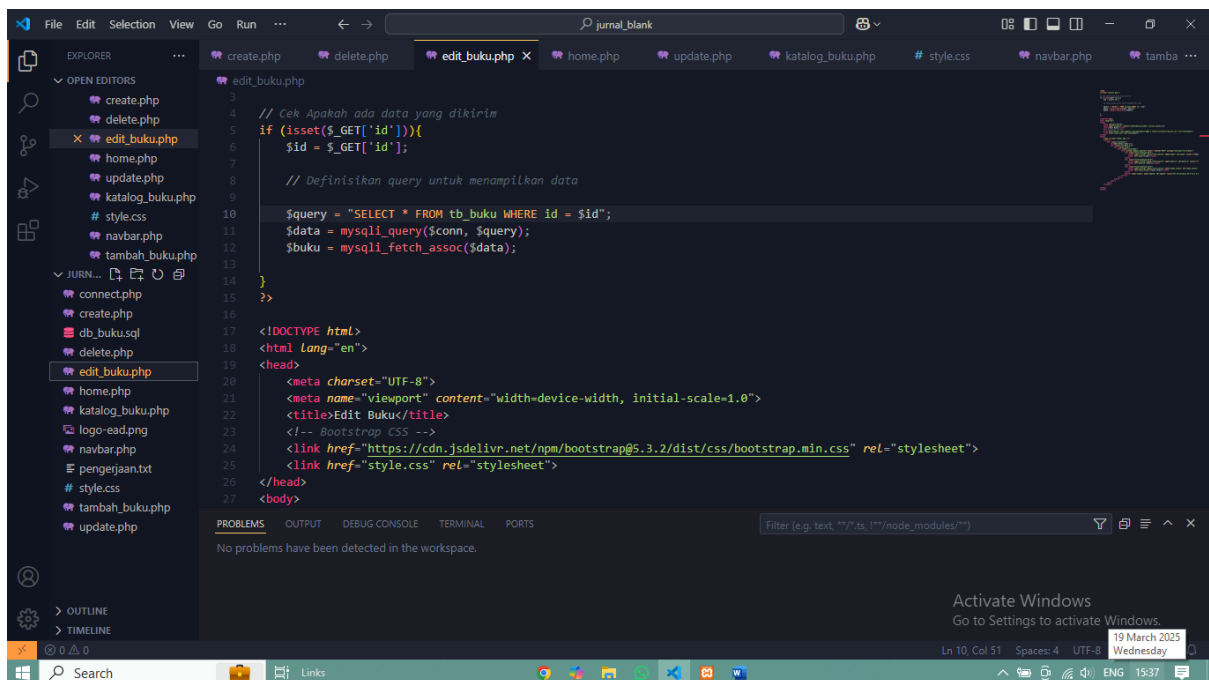 File Edit Selection View Go Run ··· ← → jurnal_blank
EXPLORER ···
OPEN EDITORS
create.php
delete.php
× edit_buku.php
home.php
update.php
katalog_buku.php
# style.css
navbar.php
tambah_buku.php
JURN...
connect.php
create.php
db_buku.sql
delete.php
edit_buku.php
home.php
katalog_buku.php
logo-ead.png
navbar.php
pengerjaan.txt
# style.css
tambah_buku.php
update.php
OUTLINE
TIMELINE
create.php delete.php edit_buku.php × home.php update.php katalog_buku.php # style.css navbar.php tamba ···
edit_buku.php
3
4 // Cek Apakah ada data yang dikirim
5 if (isset($_GET['id'])){
6 $id = $_GET['id'];
7
8 // Definisikan query untuk menampilkan data
9
10 $query = "SELECT * FROM tb_buku WHERE id = $id";
11 $data = mysqli_query($conn, $query);
12 $buku = mysqli_fetch_assoc($data);
13
14 }
15 ?>
16
17 <!DOCTYPE html>
18 <html lang="en">
19 <head>
20 <meta charset="UTF-8">
21 <meta name="viewport" content="width=device-width, initial-scale=1.0">
22 <title>Edit Buku</title>
23 <!-- Bootstrap CSS -->
24 <link href="https://cdn.jsdelivr.net/npm/bootstrap@5.3.2/dist/css/bootstrap.min.css" rel="stylesheet">
25 <link href="style.css" rel="stylesheet">
26 </head>
27 <body>
PROBLEMS OUTPUT DEBUG CONSOLE TERMINAL PORTS Filter (e.g. text, **/*.ts, !**/node_modules/**)
No problems have been detected in the workspace.
Activate Windows
Go to Settings to activate Windows.
19 March 2025
Wednesday
0 0 Ln 10, Col 51 Spaces: 4 UTF-8
Search Links ENG 15:37